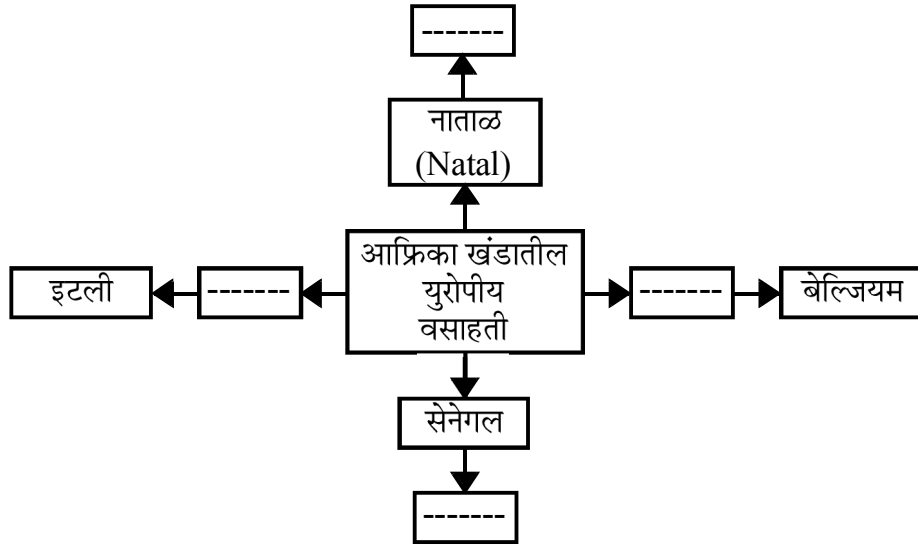 -------
नाताळ
(Natal)
आफ्रिका खंडातील
युरोपीय
वसाहती
इटली
-------
-------
बेल्जियम
सेनेगल
-------